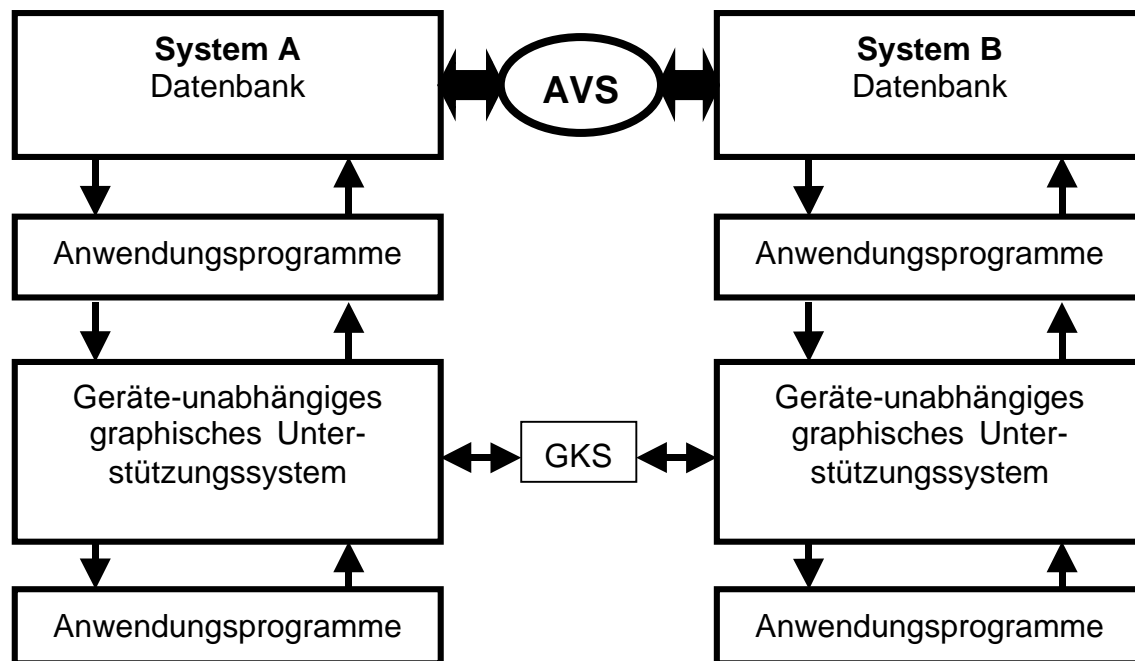 System A
Datenbank
AVS
System B
Datenbank
Anwendungsprogramme
Anwendungsprogramme
Geräte-unabhängiges
graphisches Unter-
stützungssystem
GKS
Geräte-unabhängiges
graphisches Unter-
stützungssystem
Anwendungsprogramme
Anwendungsprogramme